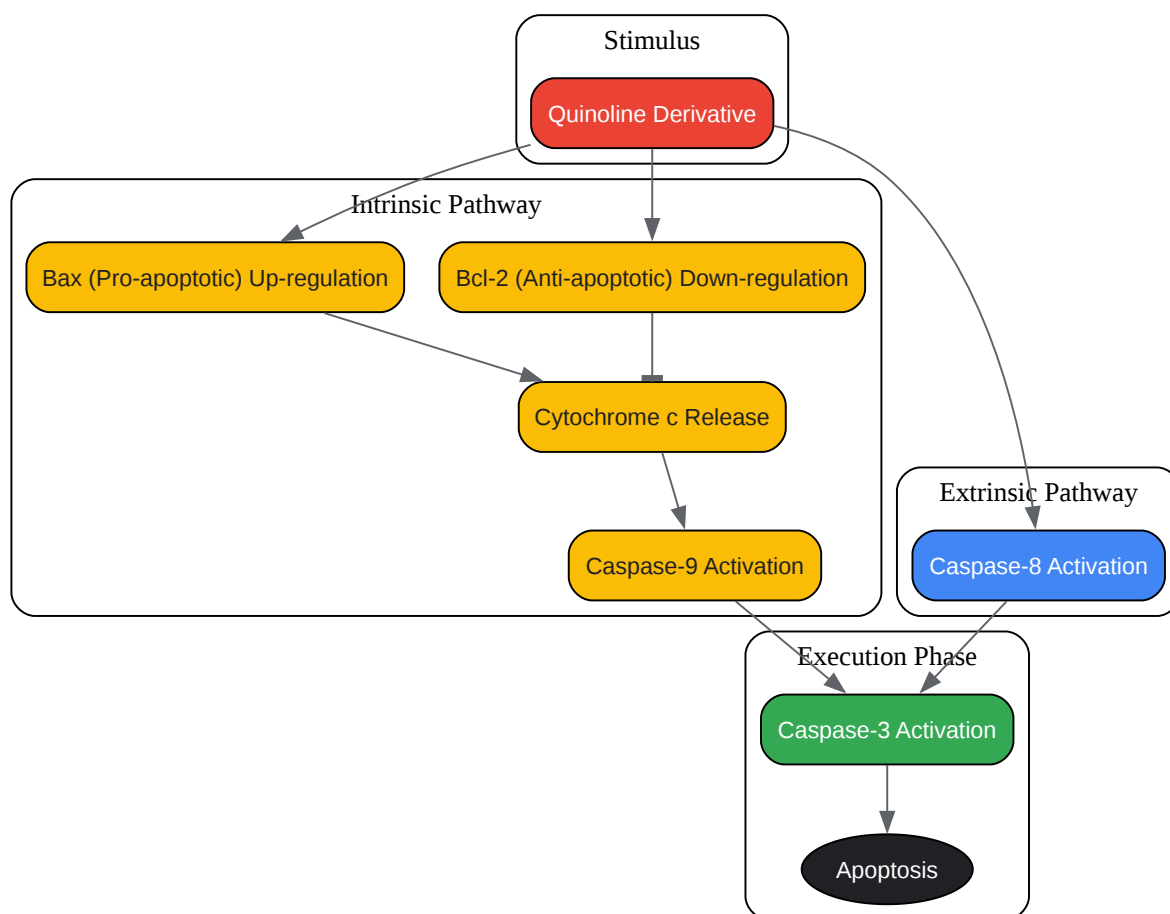 Stimulus
Quinoline Derivative
Intrinsic Pathway
Bax (Pro-apoptotic) Up-regulation
Bcl-2 (Anti-apoptotic) Down-regulation
Cytochrome c Release
Caspase-9 Activation
Extrinsic Pathway
Caspase-8 Activation
Execution Phase
Caspase-3 Activation
Apoptosis